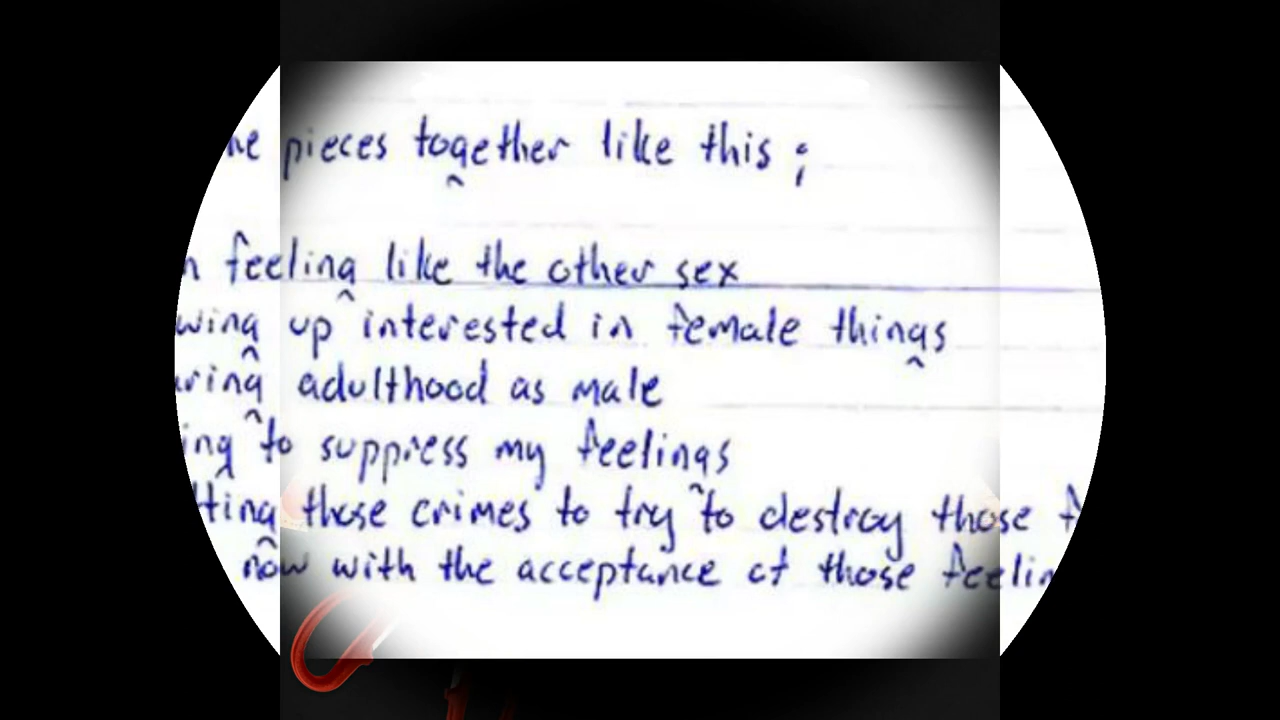 pieces together like this ;
feeling like the other sex
up interested in female things
adulthood as male
to suppress my feelings
those crimes to try to destroy those
now with the acceptance of those